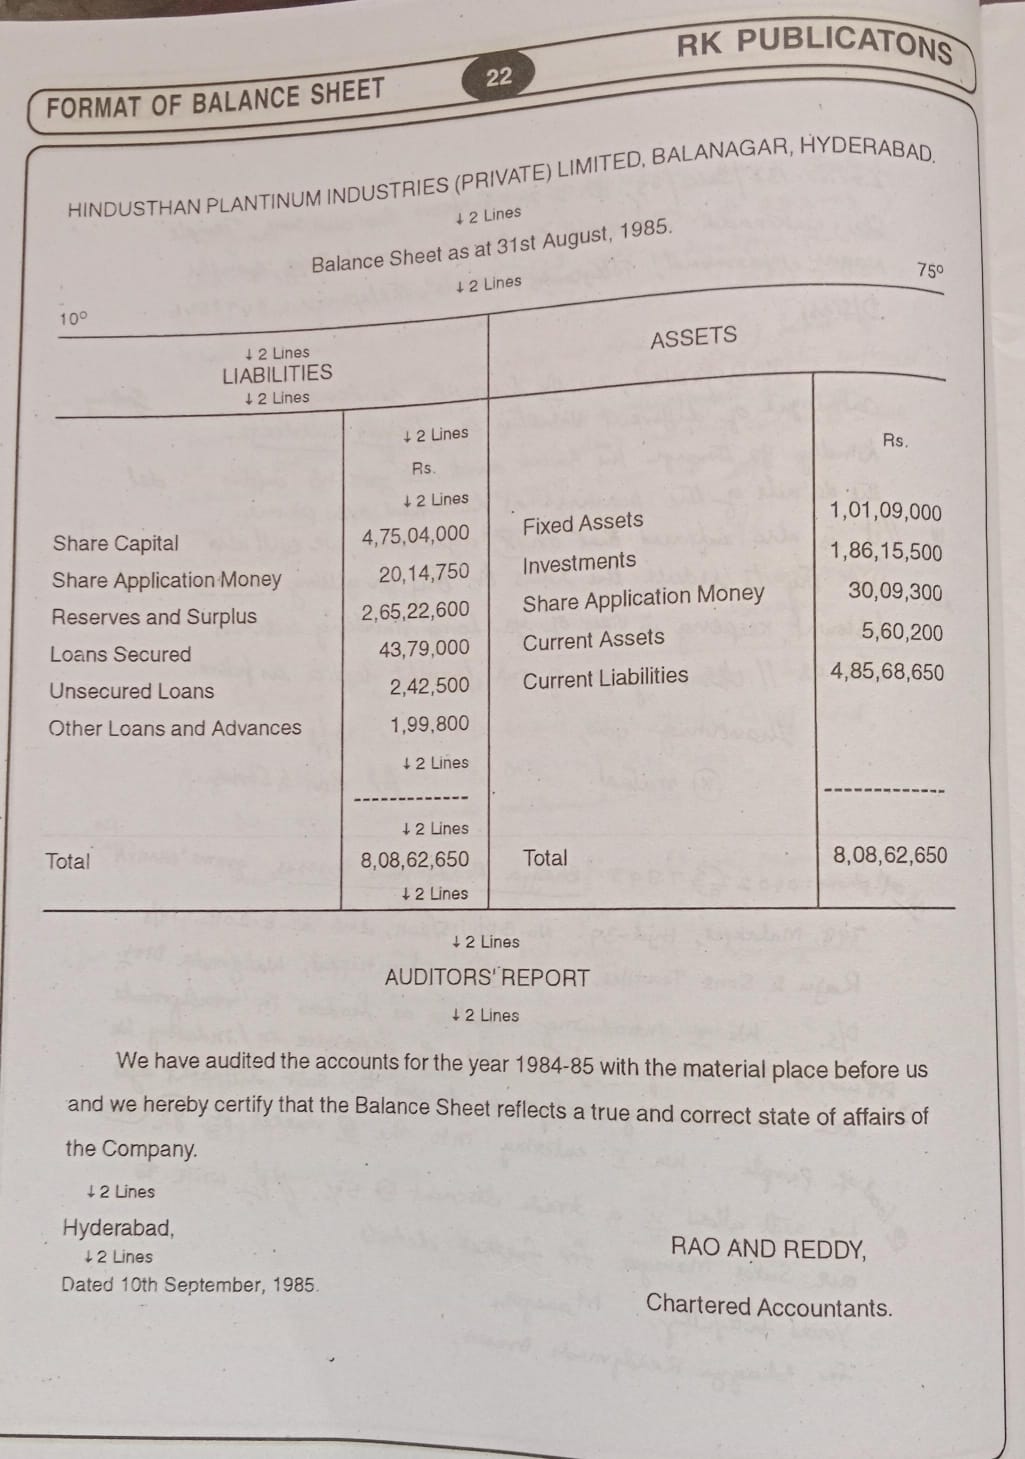 FORMAT OF BALANCE SHEET 22 RK PUBLICATONS
HINDUSTHAN PLANTINUM INDUSTRIES (PRIVATE) LIMITED, BALANAGAR, HYDERABAD.
↓ 2 Lines
Balance Sheet as at 31st August, 1985.
↓ 2 Lines
10º 75º
↓ 2 Lines
LIABILITIES ASSETS
↓ 2 Lines
↓ 2 Lines
Rs. Rs.
↓ 2 Lines
Share Capital 4,75,04,000 Fixed Assets 1,01,09,000
Share Application Money 20,14,750 Investments 1,86,15,500
Reserves and Surplus 2,65,22,600 Share Application Money 30,09,300
Loans Secured 43,79,000 Current Assets 5,60,200
Unsecured Loans 2,42,500 Current Liabilities 4,85,68,650
Other Loans and Advances 1,99,800
↓ 2 Lines
------------- -------------
↓ 2 Lines
Total 8,08,62,650 Total 8,08,62,650
↓ 2 Lines
↓ 2 Lines
AUDITORS' REPORT
↓ 2 Lines
We have audited the accounts for the year 1984-85 with the material place before us
and we hereby certify that the Balance Sheet reflects a true and correct state of affairs of
the Company.
↓ 2 Lines
Hyderabad,
↓ 2 Lines
RAO AND REDDY,
Dated 10th September, 1985.
Chartered Accountants.